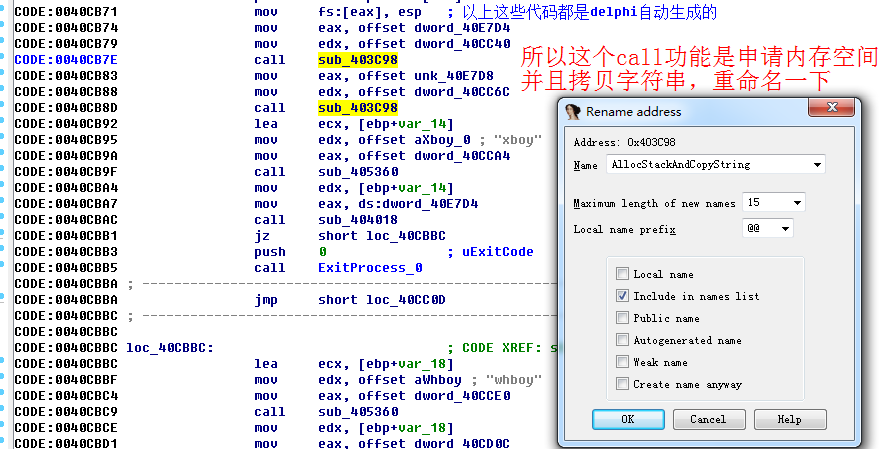 CODE:0040CB71 mov fs:[eax], esp ; 以上这些代码都是delphi自动生成的
CODE:0040CB74 mov eax, offset dword_40E7D4
CODE:0040CB79 mov edx, offset dword_40CC40
CODE:0040CB7E call sub_403C98
CODE:0040CB83 mov eax, offset unk_40E7D8
CODE:0040CB88 mov edx, offset dword_40CC6C
CODE:0040CB8D call sub_403C98
CODE:0040CB92 lea ecx, [ebp+var_14]
CODE:0040CB95 mov edx, offset aXboy_0 ; "xboy"
CODE:0040CB9A mov eax, offset dword_40CCA4
CODE:0040CB9F call sub_405360
CODE:0040CBA4 mov edx, [ebp+var_14]
CODE:0040CBA7 mov eax, ds:dword_40E7D4
CODE:0040CBAC call sub_404018
CODE:0040CBB1 jz short loc_40CBBC
CODE:0040CBB3 push 0 ; uExitCode
CODE:0040CBB5 call ExitProcess_0
CODE:0040CBBA ;
CODE:0040CBBA jmp short loc_40CC0D
CODE:0040CBBC ;
CODE:0040CBBC
CODE:0040CBBC loc_40CBBC: ; CODE XREF:
CODE:0040CBBC lea ecx, [ebp+var_18]
CODE:0040CBBF mov edx, offset aWhboy ; "whboy"
CODE:0040CBC4 mov eax, offset dword_40CCE0
CODE:0040CBC9 call sub_405360
CODE:0040CBCE mov edx, [ebp+var_18]
CODE:0040CBD1 mov eax, offset dword_40CD0C
所以这个call功能是申请内存空间
并且拷贝字符串，重命名一下
Rename address
Address: 0x403C98
Name AllocStackAndCopyString
Maximum length of new names 15
Local name prefix @@
Local name
Include in names list
Public name
Autogenerated name
Weak name
Create name anyway
OK Cancel Help